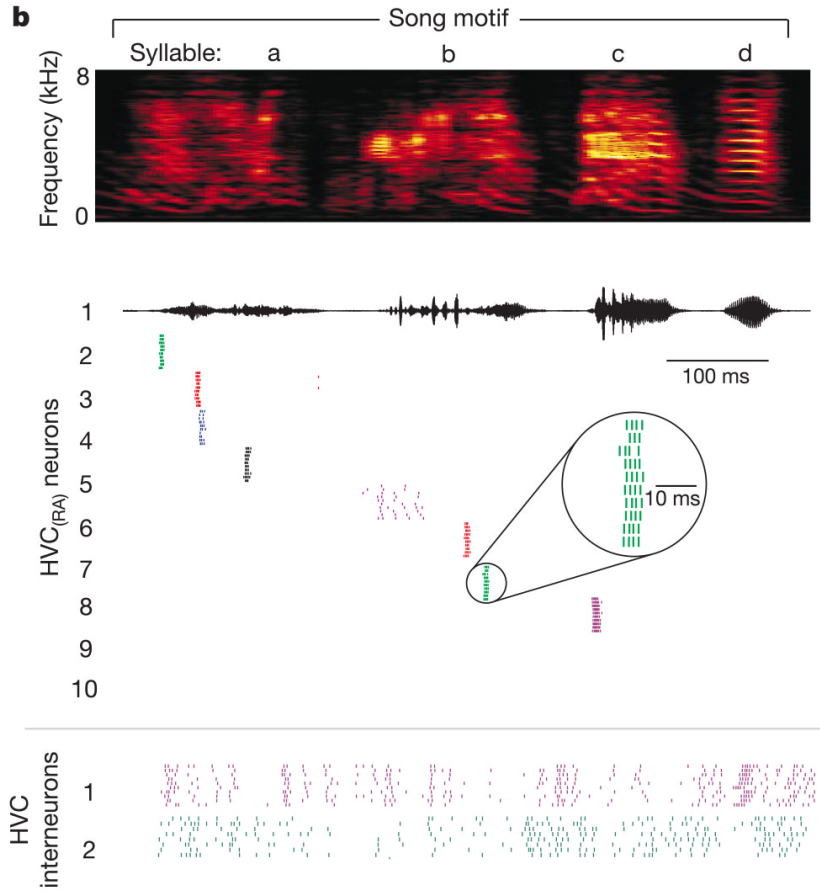 b
Song motif
Syllable: a b c d
Frequency (kHz)
8
0
HVC(RA) neurons
1
2
3
4
5
6
7
8
9
10
100 ms
10 ms
HVC
interneurons
1
2